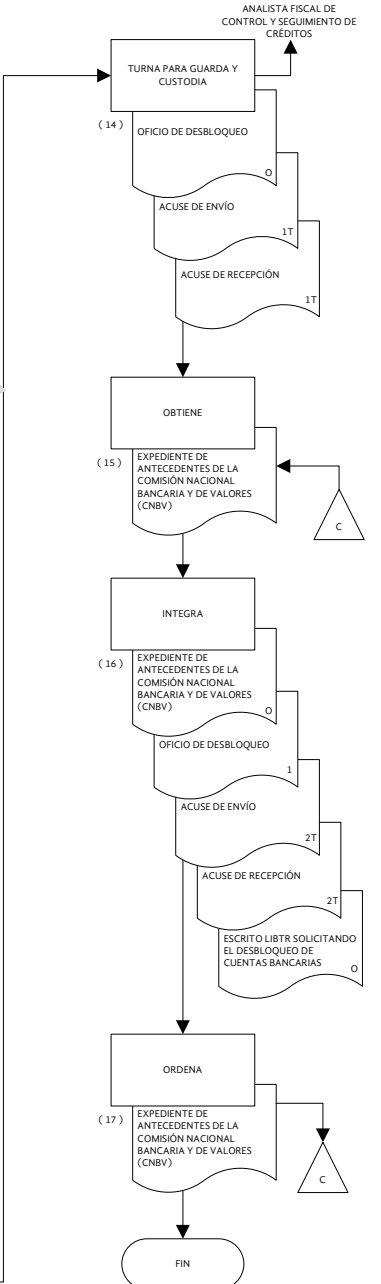 ANALISTA FISCAL DE
CONTROL Y SEGUIMIENTO DE
CRÉDITOS
TURNA PARA GUARDA Y
CUSTODIA
( 14 )
OFICIO DE DESBLOQUEO
O
ACUSE DE ENVÍO
1T
ACUSE DE RECEPCIÓN
1T
OBTIENE
( 15 )
EXPEDIENTE DE
ANTECEDENTES DE LA
COMISIÓN NACIONAL
BANCARIA Y DE VALORES
(CNBV)
C
INTEGRA
( 16 )
EXPEDIENTE DE
ANTECEDENTES DE LA
COMISIÓN NACIONAL
BANCARIA Y DE VALORES
(CNBV)
O
OFICIO DE DESBLOQUEO
1
ACUSE DE ENVÍO
2T
ACUSE DE RECEPCIÓN
2T
ESCRITO LIBTR SOLICITANDO
EL DESBLOQUEO DE
CUENTAS BANCARIAS
O
ORDENA
( 17 )
EXPEDIENTE DE
ANTECEDENTES DE LA
COMISIÓN NACIONAL
BANCARIA Y DE VALORES
(CNBV)
C
FIN